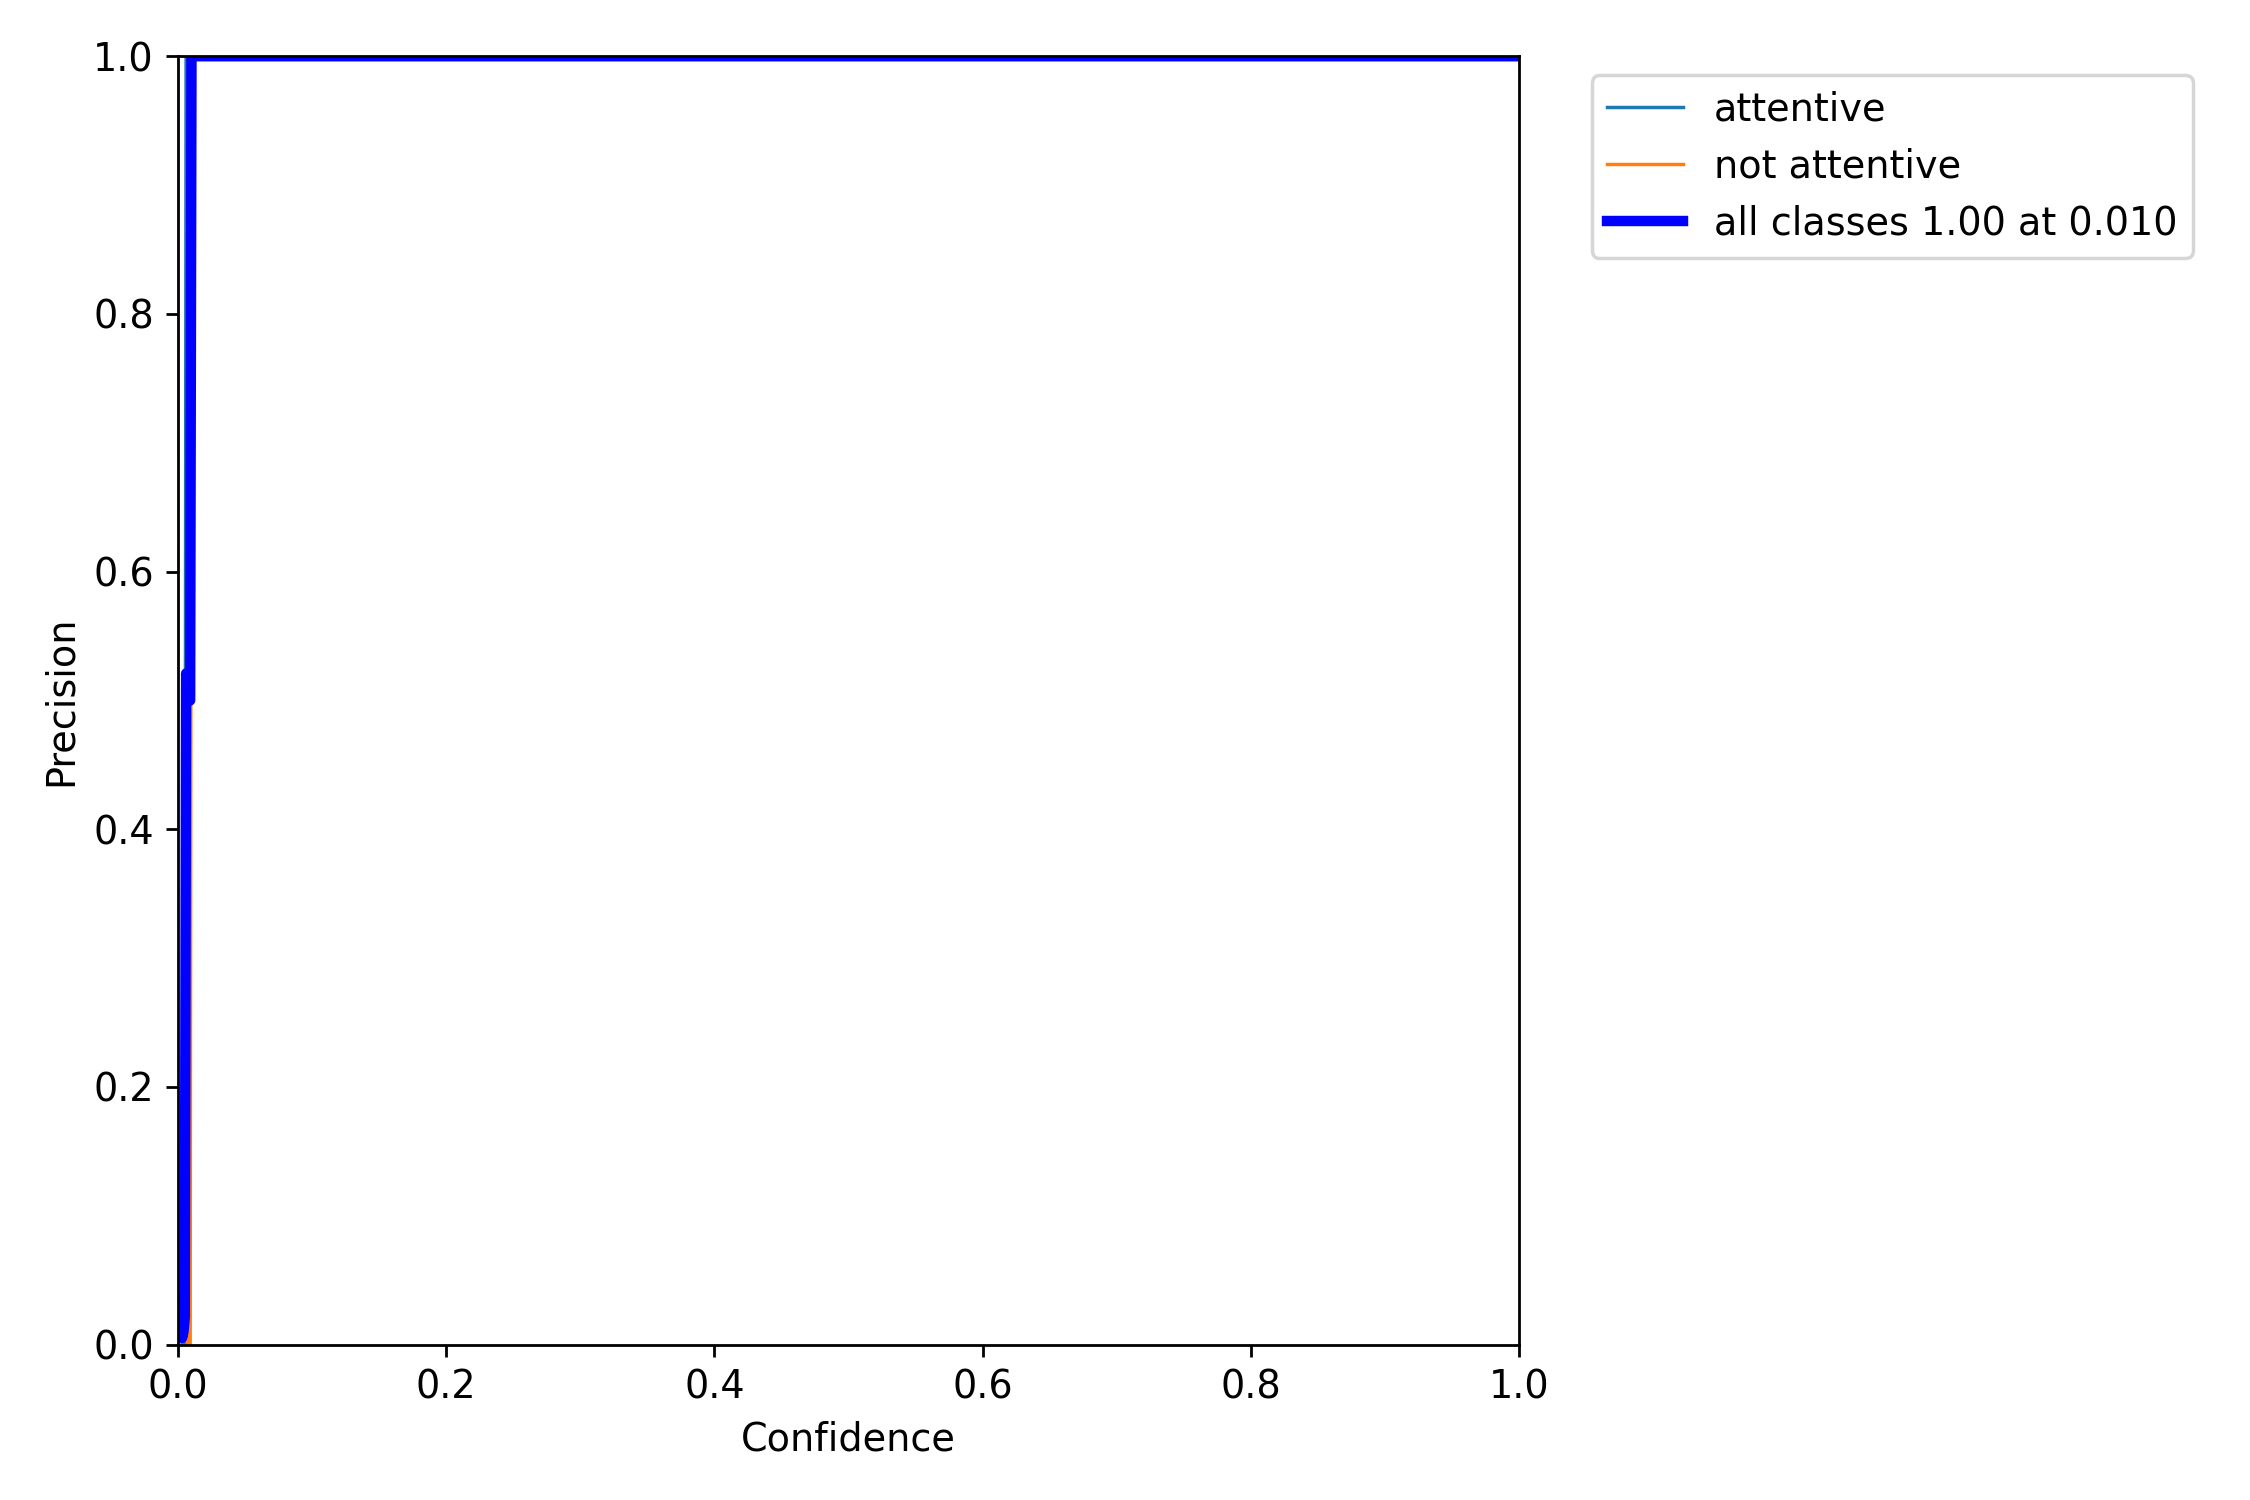 1.0
0.8
0.6
0.4
0.2
0.0
Precision
0.0 0.2 0.4 0.6 0.8 1.0
Confidence
attentive
not attentive
all classes 1.00 at 0.010